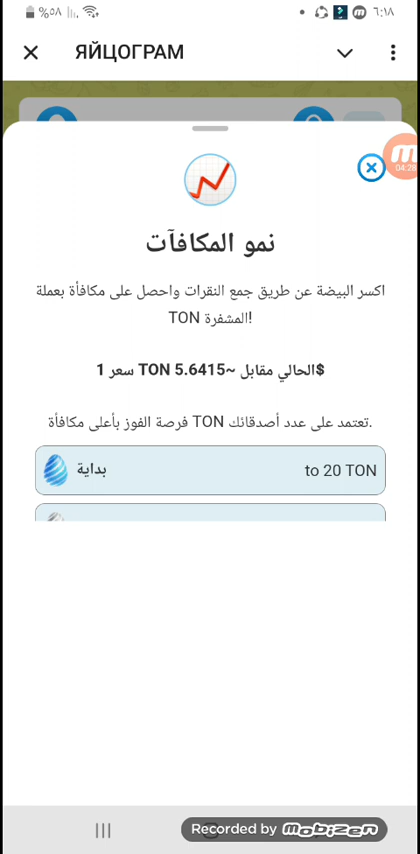 %٥٨ ٦:١٨
ЯЙЦОГРАМ
04:28
نمو المكافآت
اكسر البيضة عن طريق جمع النقرات واحصل على مكافأة بعملة
TON المشفرة!
$الحالي مقابل ~5.6415 TON سعر 1
.تعتمد على عدد أصدقائك TON فرصة الفوز بأعلى مكافأة
بداية to 20 TON
Recorded by mobizen